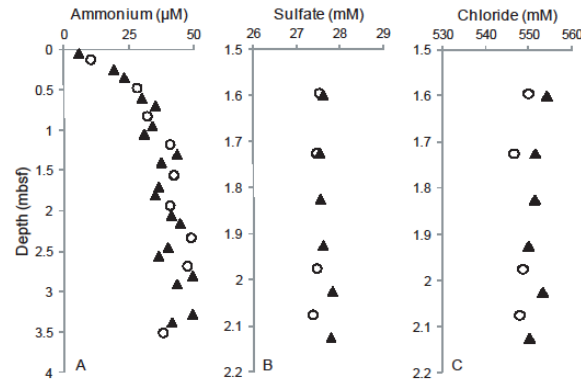 Ammonium (µM)
0 25 50
Depth (mbsf)
0
0.5
1
1.5
2
2.5
3
3.5
4
A
Sulfate (mM)
26 27 28 29
1.5
1.6
1.7
1.8
1.9
2
2.1
2.2
B
Chloride (mM)
530 540 550 560
1.5
1.6
1.7
1.8
1.9
2
2.1
2.2
C